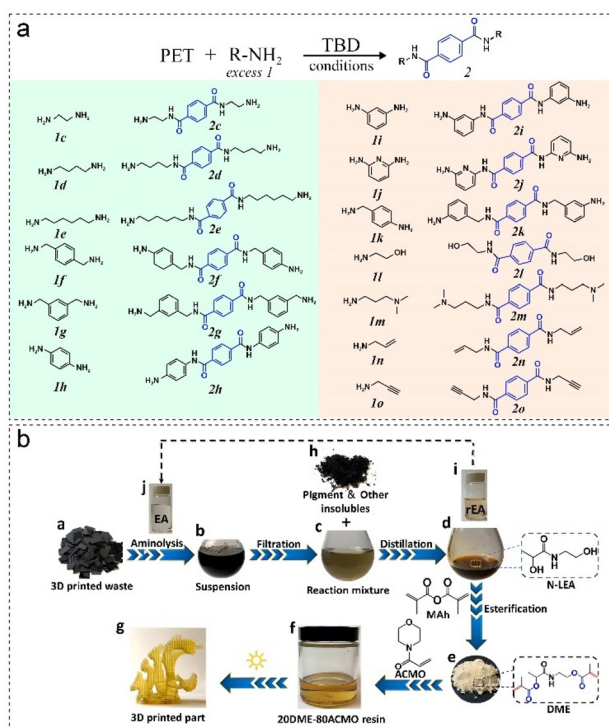 a
PET + R-NH₂
excess 1
TBD
conditions
2
1c
2c
1d
2d
1e
2e
1f
2f
1g
2g
1h
2h
1i
2i
1j
2j
1k
2k
1l
2l
1m
2m
1n
2n
1o
2o
b
j
EA
h
Pigment & Other
insolubles
+
i
rEA
a
3D printed waste
Aminolysis
b
Suspension
Filtration
c
Reaction mixture
Distillation
d
N-LEA
MAh
Esterification
ACMO
g
3D printed part
f
20DME-80ACMO resin
e
DME